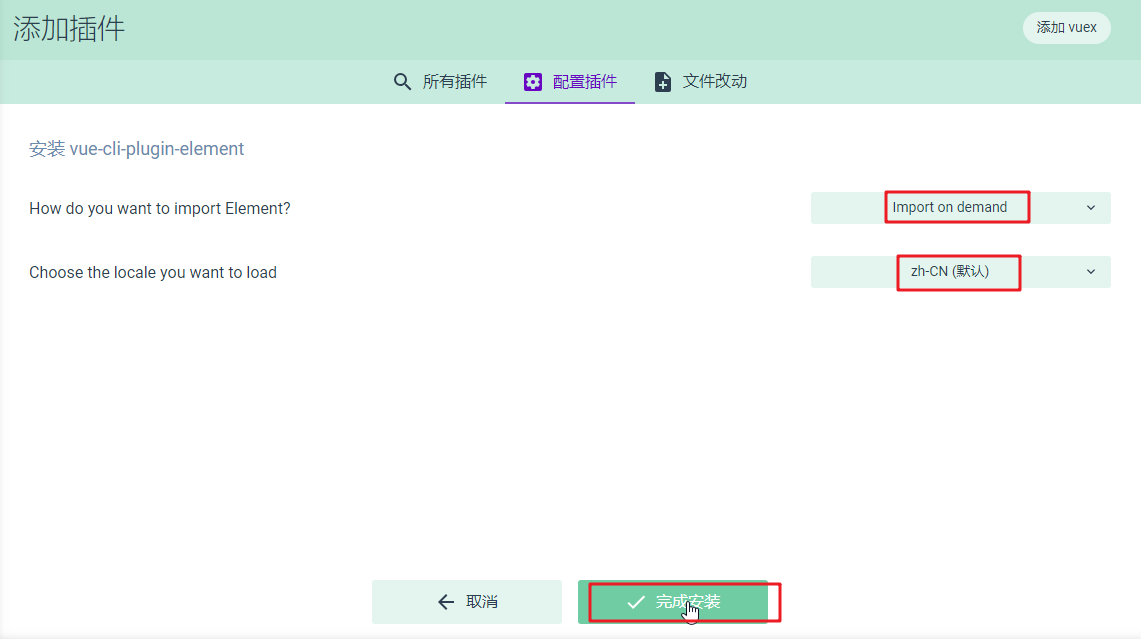 添加插件
添加 vuex
所有插件 配置插件 文件改动
安装 vue-cli-plugin-element
How do you want to import Element?
Import on demand
Choose the locale you want to load
zh-CN (默认)
取消 完成安装